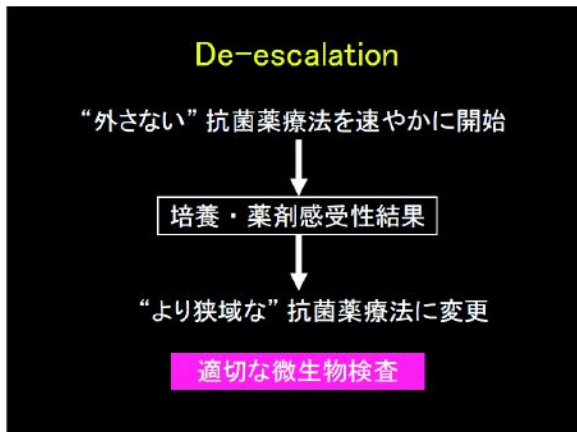 De-escalation
“外さない” 抗菌薬療法を速やかに開始
培養・薬剤感受性結果
“より狭域な” 抗菌薬療法に変更
適切な微生物検査